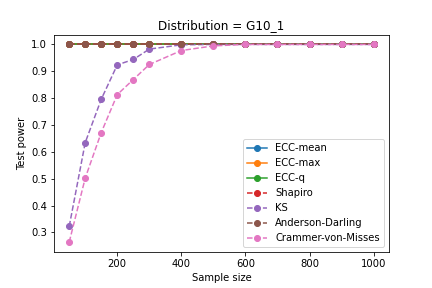 Distribution = G10_1
1.0
0.9
0.8
0.7
0.6
0.5
0.4
0.3
Test power
ECC-mean
ECC-max
ECC-q
Shapiro
KS
Anderson-Darling
Crammer-von-Misses
200
400
600
800
1000
Sample size